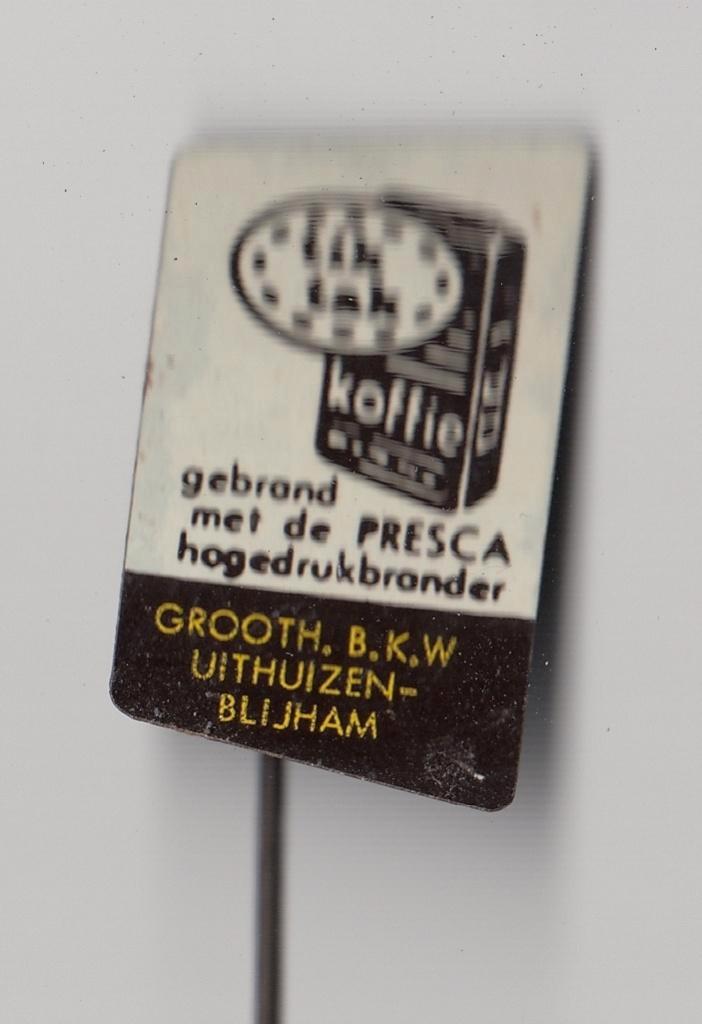 koffie
gebrand
met de PRESCA
hogedrukbrander
GROOTH. B.K.W
UITHUIZEN-
BLIJHAM